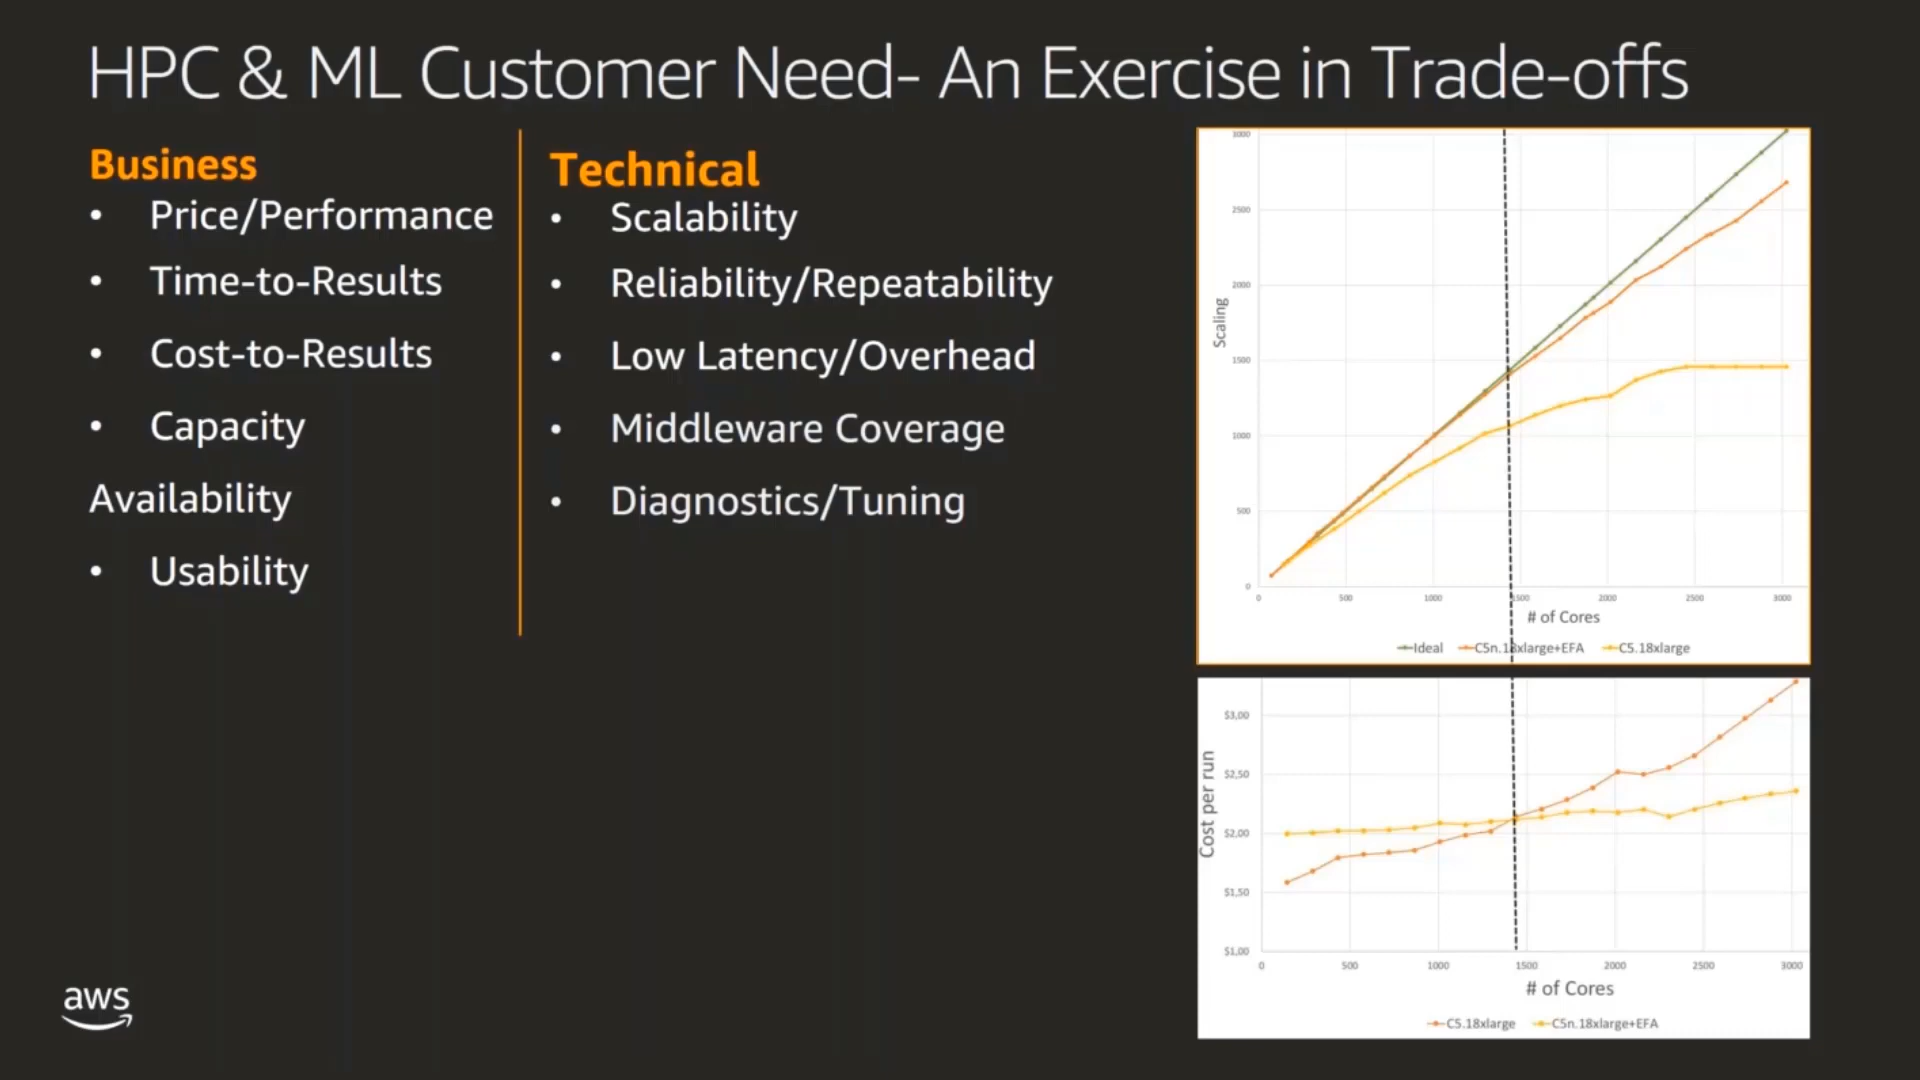 HPC & ML Customer Need- An Exercise in Trade-offs
Business
• Price/Performance
• Time-to-Results
• Cost-to-Results
• Capacity
Availability
• Usability
Technical
• Scalability
• Reliability/Repeatability
• Low Latency/Overhead
• Middleware Coverage
• Diagnostics/Tuning
3000
2500
2000
1500
1000
500
0
Scaling
0 500 1000 1500 2000 2500 3000
# of Cores
Ideal C5n.18xlarge+EFA C5.18xlarge
$3,00
$2,50
$2,00
$1,50
$1,00
Cost per run
0 500 1000 1500 2000 2500 3000
# of Cores
C5.18xlarge C5n.18xlarge+EFA
aws